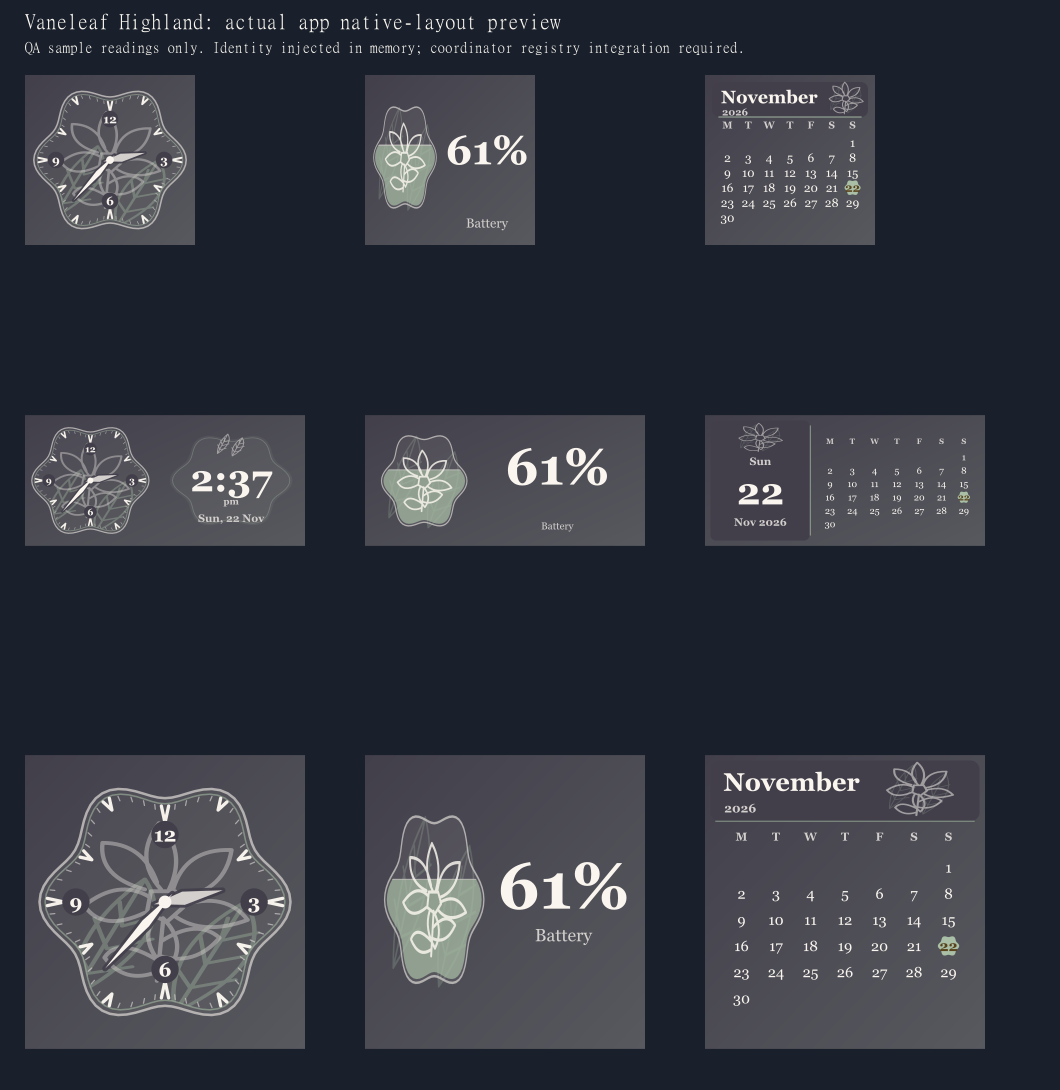 Vaneleaf Highland: actual app native-layout preview
QA sample readings only. Identity injected in memory; coordinator registry integration required.
12
9
3
6
61%
Battery
November
2026
M T W T F S S
1
2 3 4 5 6 7 8
9 10 11 12 13 14 15
16 17 18 19 20 21 22
23 24 25 26 27 28 29
30
12
9
3
6
2:37
pm
Sun, 22 Nov
61%
Battery
Sun
22
Nov 2026
M T W T F S S
1
2 3 4 5 6 7 8
9 10 11 12 13 14 15
16 17 18 19 20 21 22
23 24 25 26 27 28 29
30
12
9
3
6
61%
Battery
November
2026
M T W T F S S
1
2 3 4 5 6 7 8
9 10 11 12 13 14 15
16 17 18 19 20 21 22
23 24 25 26 27 28 29
30